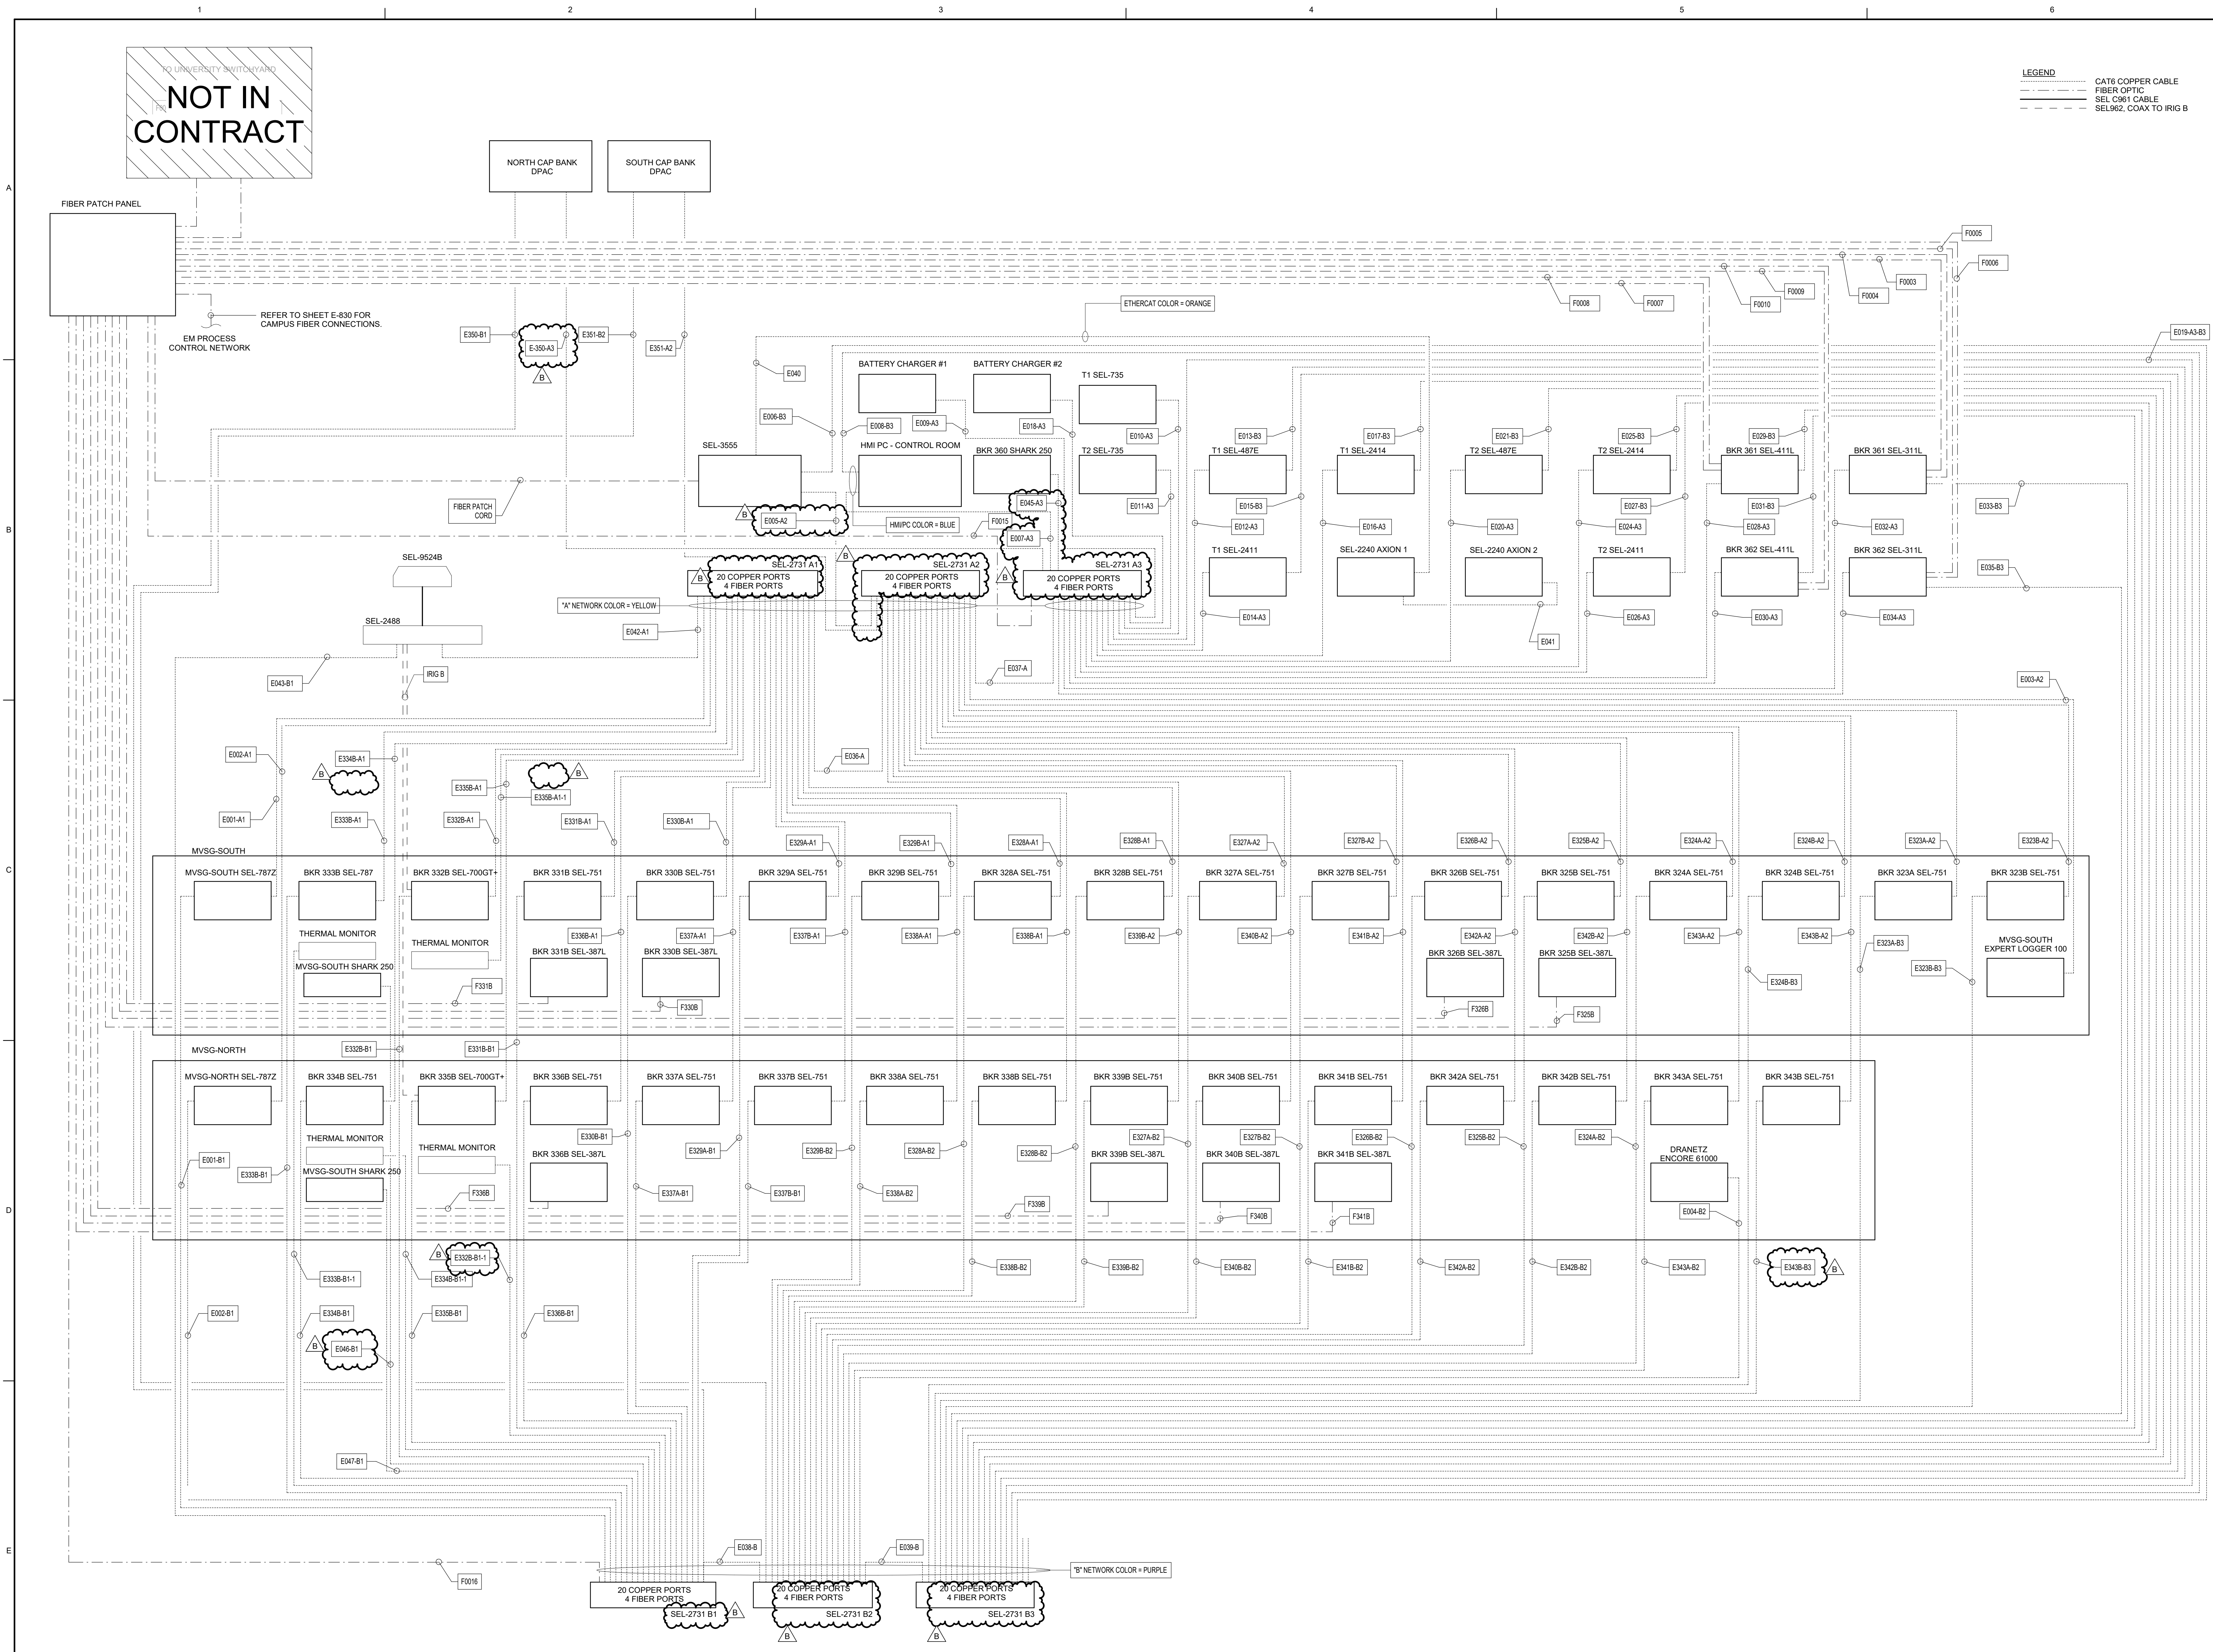 1
2
3
4
5
6
A
B
C
D
E
TO UNIVERSITY SWITCHYARD
NOT IN
CONTRACT
LEGEND
CAT6 COPPER CABLE
FIBER OPTIC
SEL C961 CABLE
SEL962, COAX TO IRIG B
NORTH CAP BANK
DPAC
SOUTH CAP BANK
DPAC
FIBER PATCH PANEL
REFER TO SHEET E-830 FOR
CAMPUS FIBER CONNECTIONS.
EM PROCESS
CONTROL NETWORK
F0005
F0006
F0003
F0004
F0009
F0010
F0007
F0008
ETHERCAT COLOR = ORANGE
E350-B1
E-350-A3
B
E351-B2
E351-A2
E019-A3-B3
E040
BATTERY CHARGER #1
BATTERY CHARGER #2
T1 SEL-735
E006-B3
E008-B3
E009-A3
E018-A3
E010-A3
E013-B3
E017-B3
E021-B3
E025-B3
E029-B3
SEL-3555
HMI PC - CONTROL ROOM
BKR 360 SHARK 250
T2 SEL-735
T1 SEL-487E
T1 SEL-2414
T2 SEL-487E
T2 SEL-2414
BKR 361 SEL-411L
BKR 361 SEL-311L
FIBER PATCH
CORD
B
E005-A2
HMI/PC COLOR = BLUE
F0015
E045-A3
E007-A3
E011-A3
E015-B3
E012-A3
E016-A3
E020-A3
E027-B3
E024-A3
E031-B3
E028-A3
E032-A3
E033-B3
SEL-9524B
SEL-2731 A1
B
20 COPPER PORTS
4 FIBER PORTS
B
SEL-2731 A2
20 COPPER PORTS
4 FIBER PORTS
B
SEL-2731 A3
20 COPPER PORTS
4 FIBER PORTS
T1 SEL-2411
SEL-2240 AXION 1
SEL-2240 AXION 2
T2 SEL-2411
BKR 362 SEL-411L
BKR 362 SEL-311L
E035-B3
"A" NETWORK COLOR = YELLOW
SEL-2488
E042-A1
E014-A3
E041
E026-A3
E030-A3
E034-A3
E043-B1
IRIG B
E037-A
E003-A2
E002-A1
E334B-A1
B
E335B-A1
B
E335B-A1-1
E036-A
E001-A1
E333B-A1
E332B-A1
E331B-A1
E330B-A1
E329A-A1
E329B-A1
E328A-A1
E328B-A1
E327A-A2
E327B-A2
E326B-A2
E325B-A2
E324A-A2
E324B-A2
E323A-A2
E323B-A2
MVSG-SOUTH
MVSG-SOUTH SEL-787Z
BKR 333B SEL-787
BKR 332B SEL-700GT+
BKR 331B SEL-751
BKR 330B SEL-751
BKR 329A SEL-751
BKR 329B SEL-751
BKR 328A SEL-751
BKR 328B SEL-751
BKR 327A SEL-751
BKR 327B SEL-751
BKR 326B SEL-751
BKR 325B SEL-751
BKR 324A SEL-751
BKR 324B SEL-751
BKR 323A SEL-751
BKR 323B SEL-751
THERMAL MONITOR
THERMAL MONITOR
E336B-A1
E337A-A1
E337B-A1
E338A-A1
E338B-A1
E339B-A2
E340B-A2
E341B-A2
E342A-A2
E342B-A2
E343A-A2
E343B-A2
E323A-B3
MVSG-SOUTH
EXPERT LOGGER 100
MVSG-SOUTH SHARK 250
BKR 331B SEL-387L
BKR 330B SEL-387L
BKR 326B SEL-387L
BKR 325B SEL-387L
E323B-B3
E324B-B3
F331B
F330B
F326B
F325B
E332B-B1
E331B-B1
MVSG-NORTH
MVSG-NORTH SEL-787Z
BKR 334B SEL-751
BKR 335B SEL-700GT+
BKR 336B SEL-751
BKR 337A SEL-751
BKR 337B SEL-751
BKR 338A SEL-751
BKR 338B SEL-751
BKR 339B SEL-751
BKR 340B SEL-751
BKR 341B SEL-751
BKR 342A SEL-751
BKR 342B SEL-751
BKR 343A SEL-751
BKR 343B SEL-751
THERMAL MONITOR
THERMAL MONITOR
E330B-B1
E329A-B1
E329B-B2
E328A-B2
E328B-B2
E327A-B2
E327B-B2
E326B-B2
E325B-B2
E324A-B2
E001-B1
E333B-B1
MVSG-SOUTH SHARK 250
BKR 336B SEL-387L
BKR 339B SEL-387L
BKR 340B SEL-387L
BKR 341B SEL-387L
DRANETZ
ENCORE 61000
F336B
E337A-B1
E337B-B1
E338A-B2
F339B
F340B
F341B
E004-B2
B
E332B-B1-1
E333B-B1-1
E334B-B1-1
E338B-B2
E339B-B2
E340B-B2
E341B-B2
E342A-B2
E342B-B2
E343A-B2
E343B-B3
B
E002-B1
E334B-B1
E335B-B1
E336B-B1
B
E046-B1
E047-B1
E038-B
E039-B
F0016
"B" NETWORK COLOR = PURPLE
20 COPPER PORTS
4 FIBER PORTS
SEL-2731 B1
B
20 COPPER PORTS
4 FIBER PORTS
SEL-2731 B2
B
20 COPPER PORTS
4 FIBER PORTS
SEL-2731 B3
B